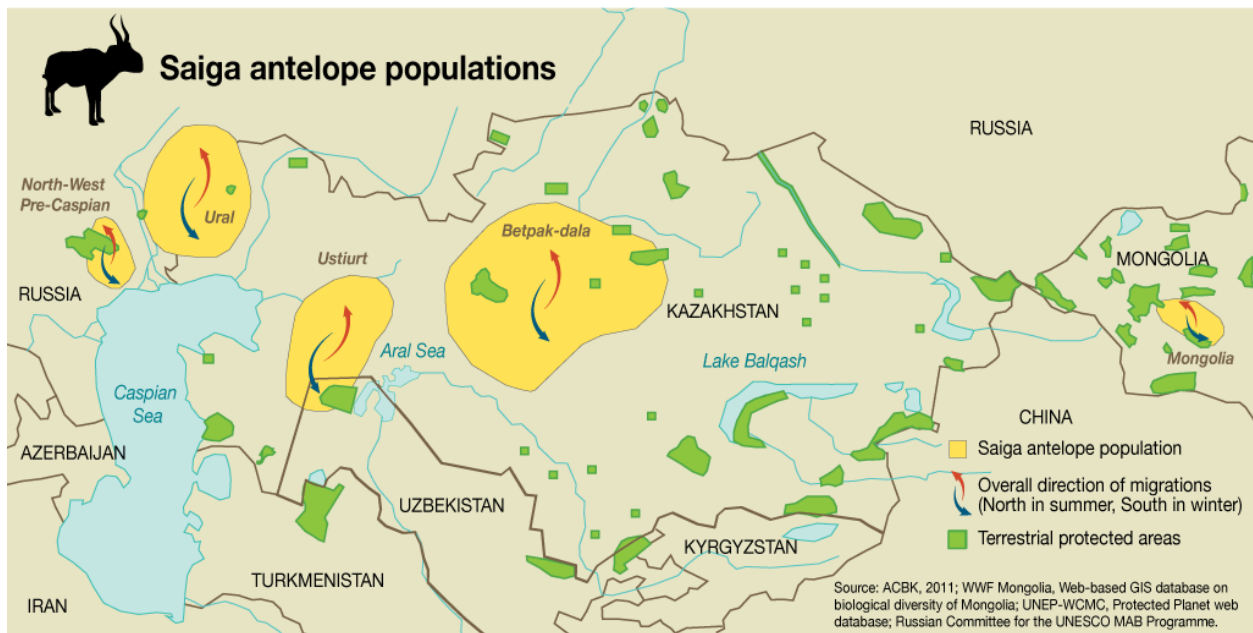 Saiga antelope populations
RUSSIA
North-West
Pre-Caspian
Ural
Betpak-dala
Ustiurt
MONGOLIA
RUSSIA
KAZAKHSTAN
Aral Sea
Lake Balqash
Mongolia
Caspian
Sea
CHINA
AZERBAIJAN
Saiga antelope population
Overall direction of migrations
(North in summer, South in winter)
UZBEKISTAN
Terrestrial protected areas
KYRGYZSTAN
TURKMENISTAN
IRAN
Source: ACBK, 2011; WWF Mongolia, Web-based GIS database on
biological diversity of Mongolia; UNEP-WCMC, Protected Planet web
database; Russian Committee for the UNESCO MAB Programme.